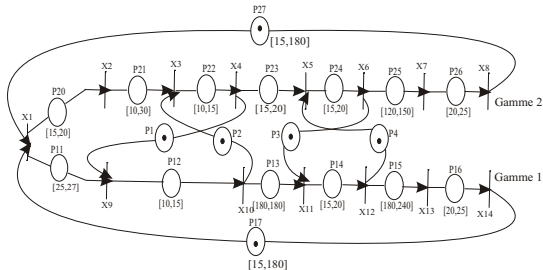 P27
[15,180]
X2
P21
X3
P22
X4
P23
X5
P24
X6
P25
X7
P26
X8
P20
[10,30]
[10,15]
[15,20]
[15,20]
[120,150]
[20,25]
Gamme 2
X1
[15,20]
P1
P2
P3
P4
P11
[25,27]
P12
P13
P14
P15
P16
Gamme 1
X9
[10,15]
X10
[180,180]
X11
[15,20]
X12
[180,240]
X13
[20,25]
X14
P17
[15,180]